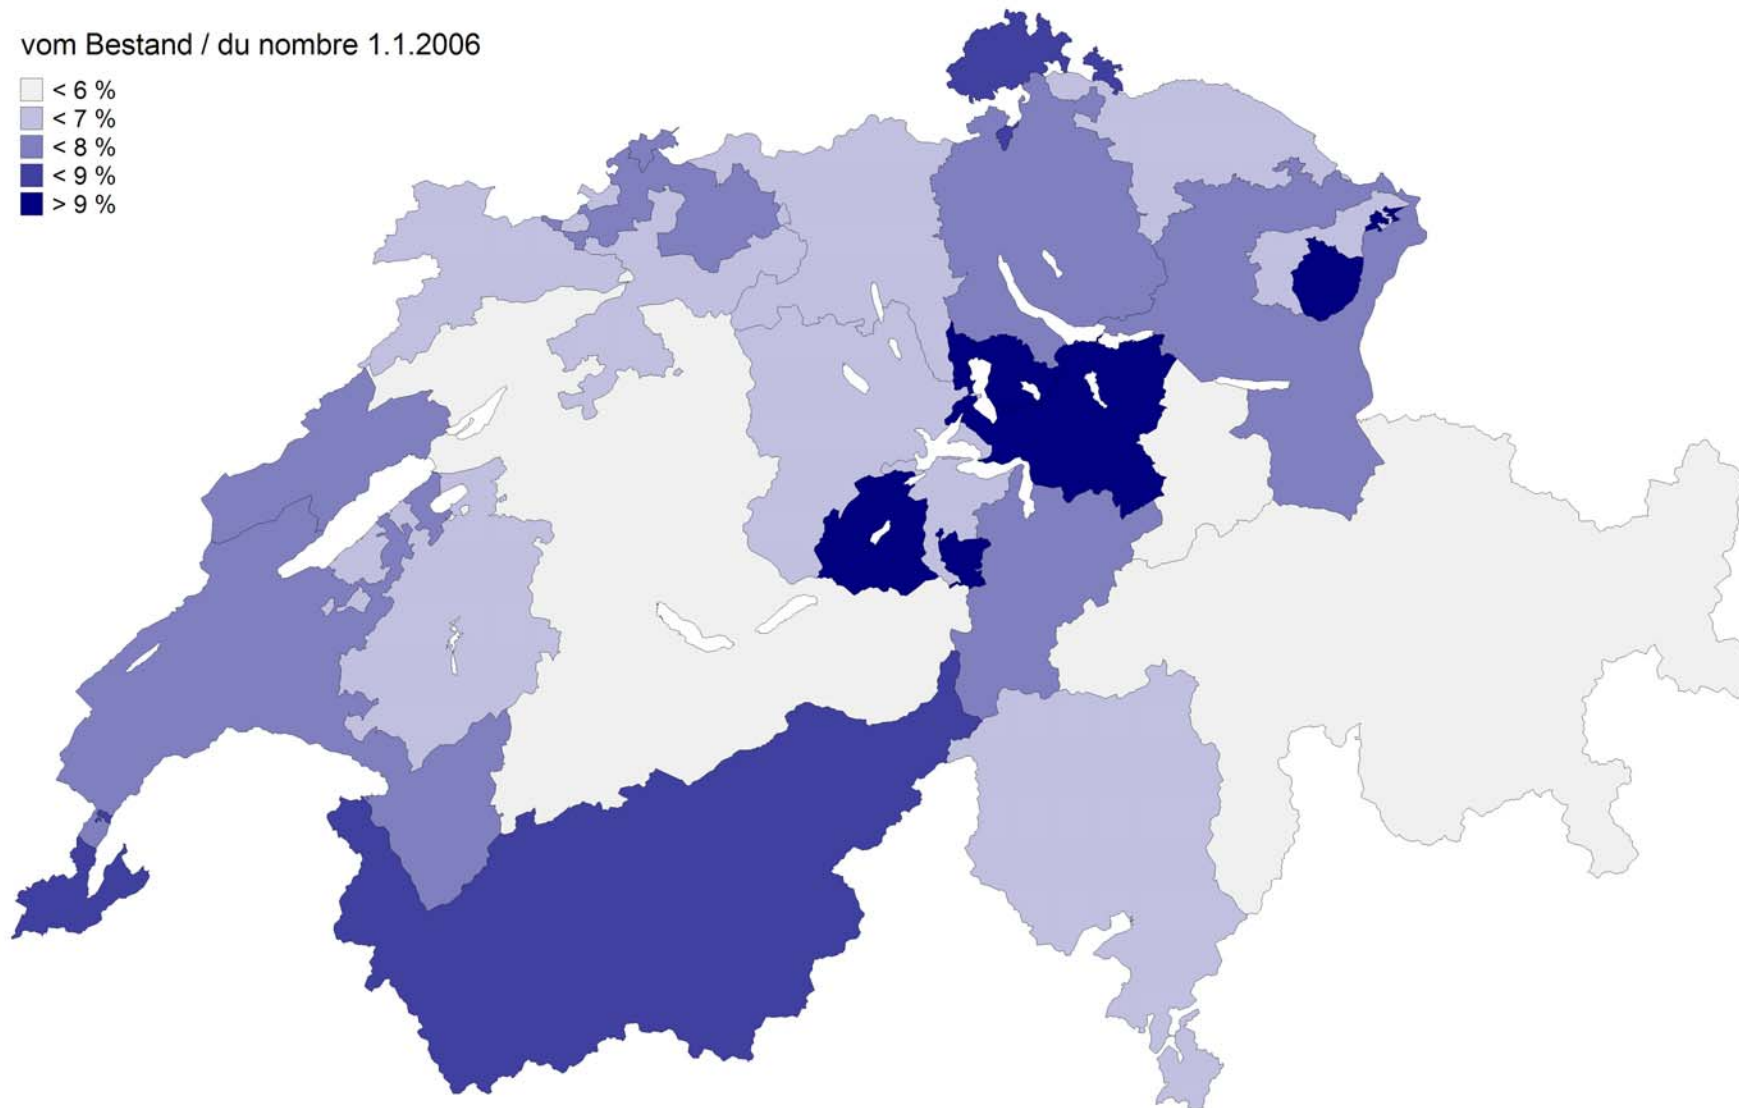 vom Bestand / du nombre 1.1.2006
< 6 %
< 7 %
< 8 %
< 9 %
> 9 %